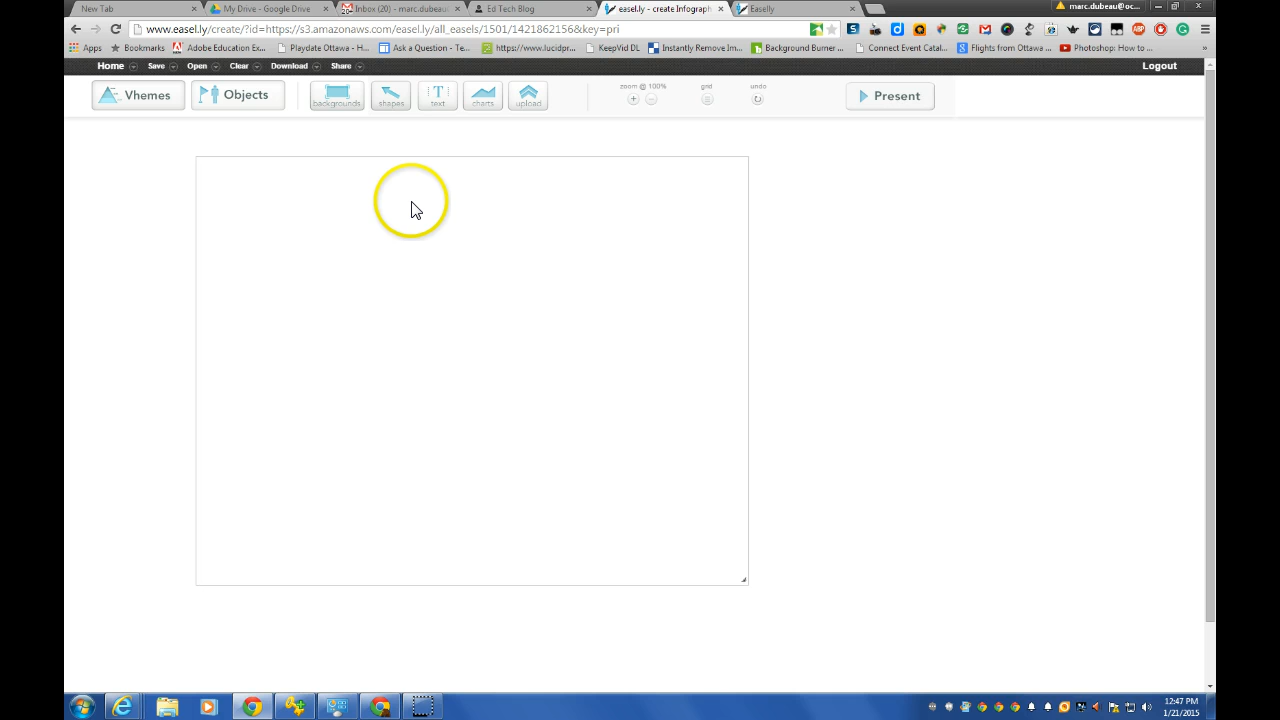 New Tab My Drive - Google Drive Inbox (20) - marc.dubeau Ed Tech Blog easel.ly - create Infograph Easelly marc.dubeau@oc...
www.easel.ly/create/?id=https://s3.amazonaws.com/easel.ly/all_easels/1501/1421862156&key=pri
Apps Bookmarks Adobe Education Ex... Playdate Ottawa - H... Ask a Question - Te... https://www.lucidpr... KeepVid DL Instantly Remove Im... Background Burner ... Connect Event Catal... Flights from Ottawa ... Photoshop: How to ... »
Home Save Open Clear Download Share Logout
Vhemes Objects backgrounds shapes T text charts upload zoom @ 100% grid undo Present
12:47 PM
1/21/2015